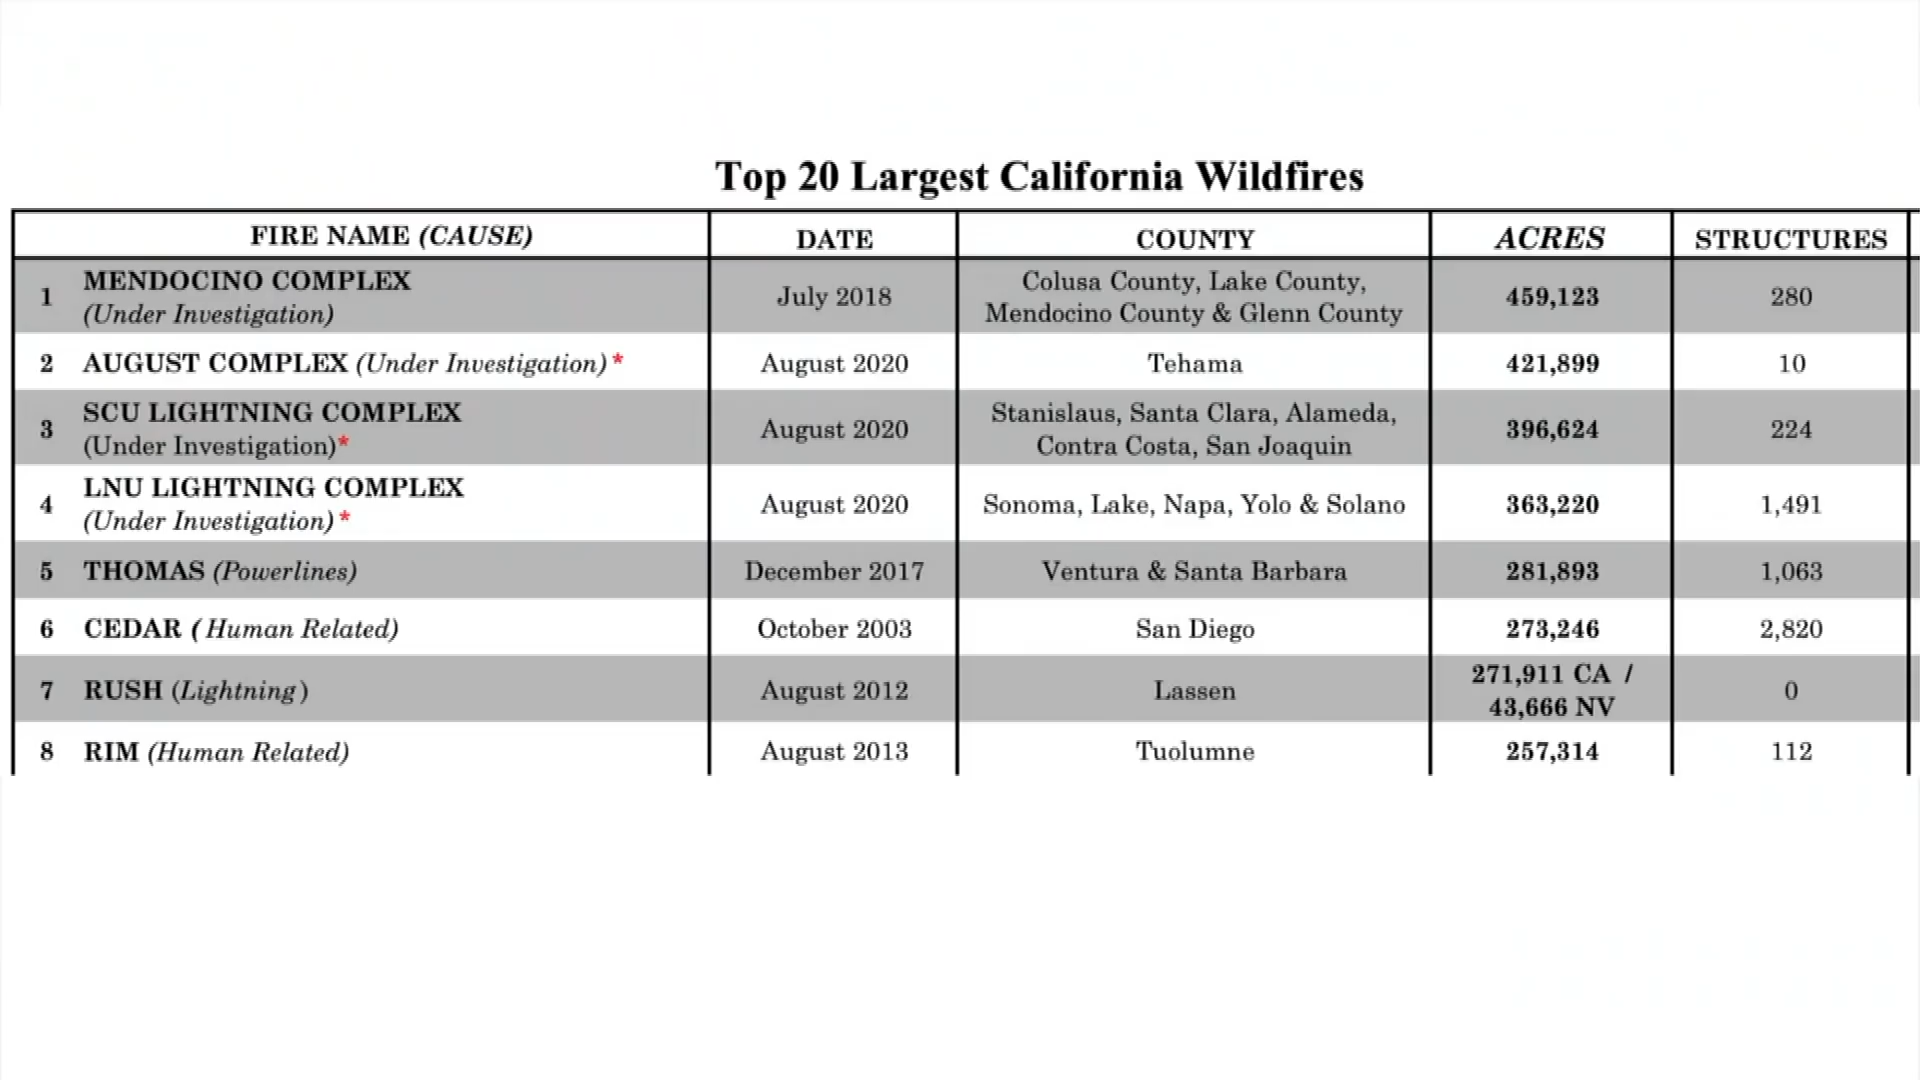 Top 20 Largest California Wildfires
FIRE NAME (CAUSE) DATE COUNTY ACRES STRUCTURES
1 MENDOCINO COMPLEX (Under Investigation) July 2018 Colusa County, Lake County, Mendocino County & Glenn County 459,123 280
2 AUGUST COMPLEX (Under Investigation)* August 2020 Tehama 421,899 10
3 SCU LIGHTNING COMPLEX (Under Investigation)* August 2020 Stanislaus, Santa Clara, Alameda, Contra Costa, San Joaquin 396,624 224
4 LNU LIGHTNING COMPLEX (Under Investigation)* August 2020 Sonoma, Lake, Napa, Yolo & Solano 363,220 1,491
5 THOMAS (Powerlines) December 2017 Ventura & Santa Barbara 281,893 1,063
6 CEDAR (Human Related) October 2003 San Diego 273,246 2,820
7 RUSH (Lightning) August 2012 Lassen 271,911 CA / 43,666 NV 0
8 RIM (Human Related) August 2013 Tuolumne 257,314 112